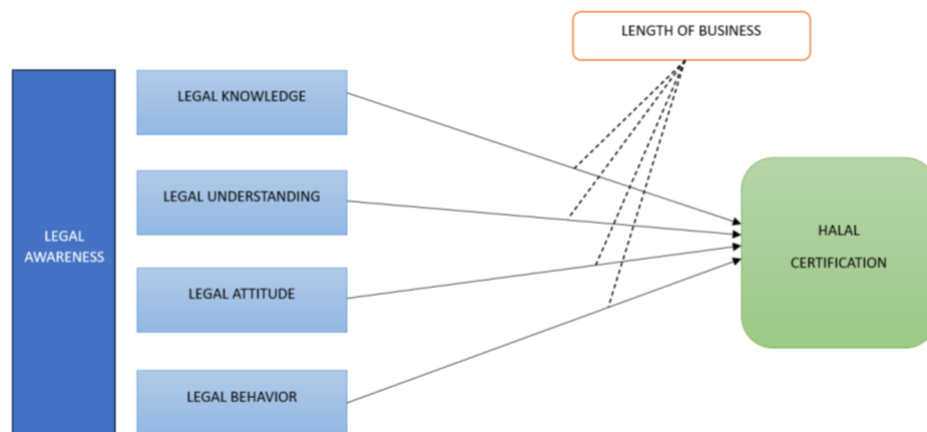 LENGTH OF BUSINESS
LEGAL
AWARENESS
LEGAL KNOWLEDGE
LEGAL UNDERSTANDING
LEGAL ATTITUDE
LEGAL BEHAVIOR
HALAL
CERTIFICATION